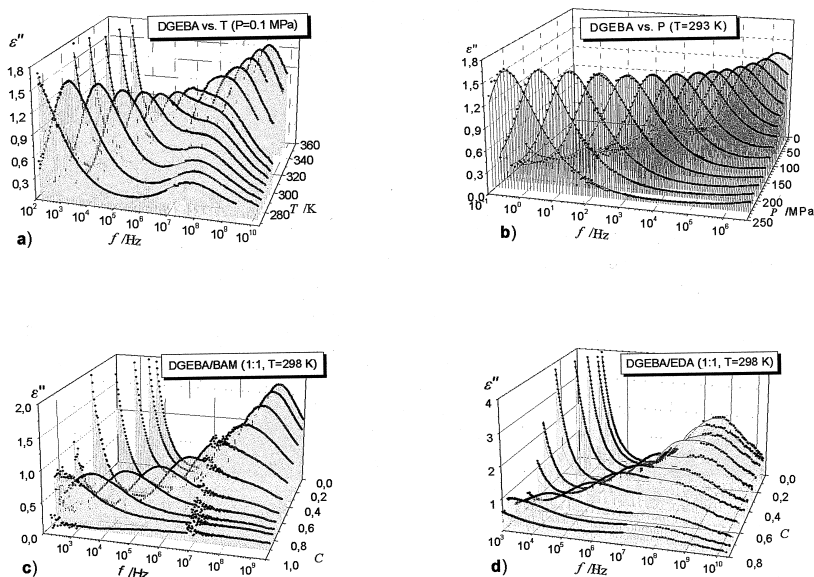 DGEBA vs. T (P=0.1 MPa)
ε''
1,8
1,5
1,2
0,9
0,6
0,3
10² 10³ 10⁴ 10⁵ 10⁶ 10⁷ 10⁸ 10⁹ 10¹⁰
f /Hz
280
300
320
340
360
T /K
a)
DGEBA vs. P (T=293 K)
ε''
1,8
1,5
1,2
0,9
0,6
0,3
0,0
10¹ 10⁰ 10¹ 10² 10³ 10⁴ 10⁵ 10⁶
f /Hz
0
50
100
150
200
250
P /MPa
b)
DGEBA/BAM (1:1, T=298 K)
ε''
2,0
1,5
1,0
0,5
0,0
10³ 10⁴ 10⁵ 10⁶ 10⁷ 10⁸ 10⁹
f /Hz
0,0
0,2
0,4
0,6
0,8
1,0
C
c)
DGEBA/EDA (1:1, T=298 K)
ε''
4
3
2
1
10³ 10⁴ 10⁵ 10⁶ 10⁷ 10⁸ 10⁹ 10¹⁰
f /Hz
0,0
0,2
0,4
0,6
0,8
C
d)